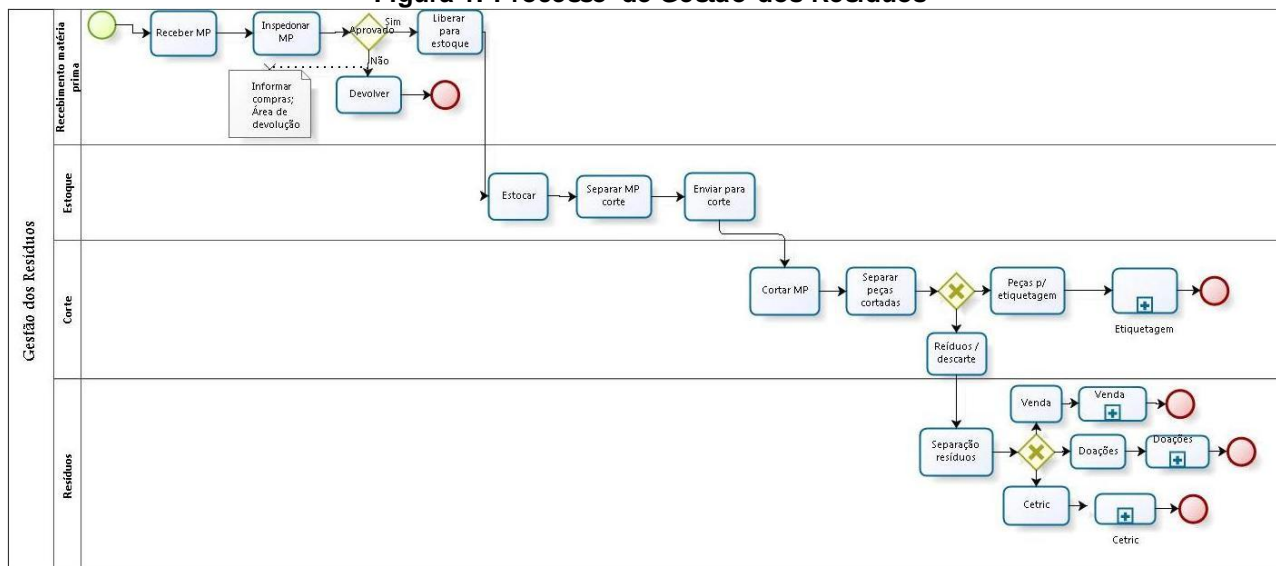 Figura 1: Processo de Gestão dos Resíduos
Gestão dos Resíduos
Recebimento matéria
prima
Receber MP
Inspedonar
MP
Aprovado
Sim
Liberar
para
estoque
Não
Informar
compras;
Área de
devolução
Devolver
Estoque
Estocar
Separar MP
corte
Enviar para
corte
Corte
Cortar MP
Separar
peças
cortadas
Peças p/
etiquetagem
Etiquetagem
Reíduos /
descarte
Resíduos
Separação
resíduos
Venda
Venda
Doações
Doações
Cetric
Cetric